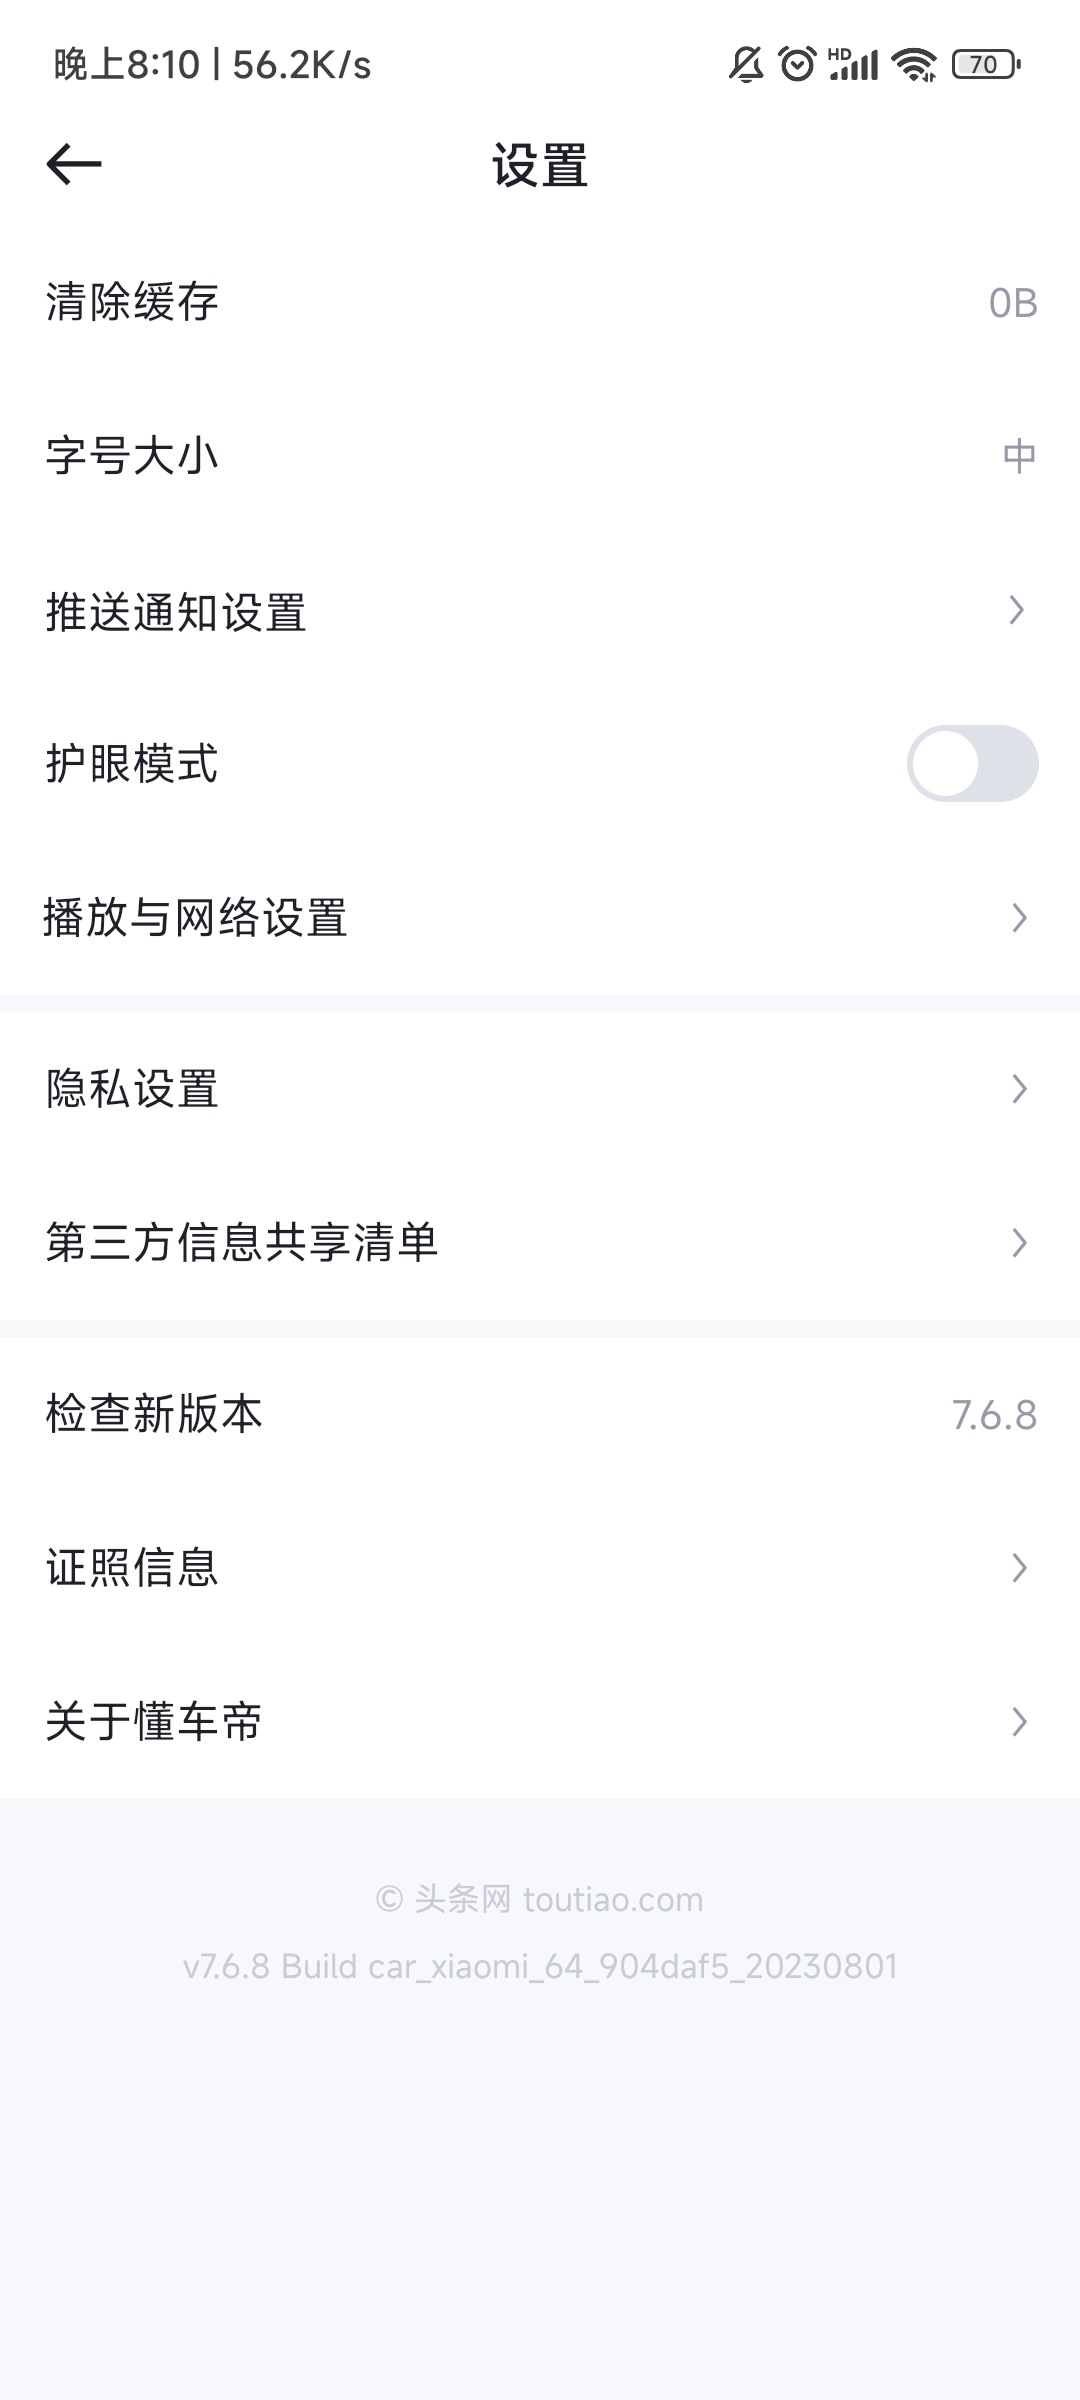 晚上8:10 | 56.2K/s
HD
70
设置
清除缓存 0B
字号大小 中
推送通知设置
护眼模式
播放与网络设置
隐私设置
第三方信息共享清单
检查新版本 7.6.8
证照信息
关于懂车帝
© 头条网 toutiao.com
v7.6.8 Build car_xiaomi_64_904daf5_20230801